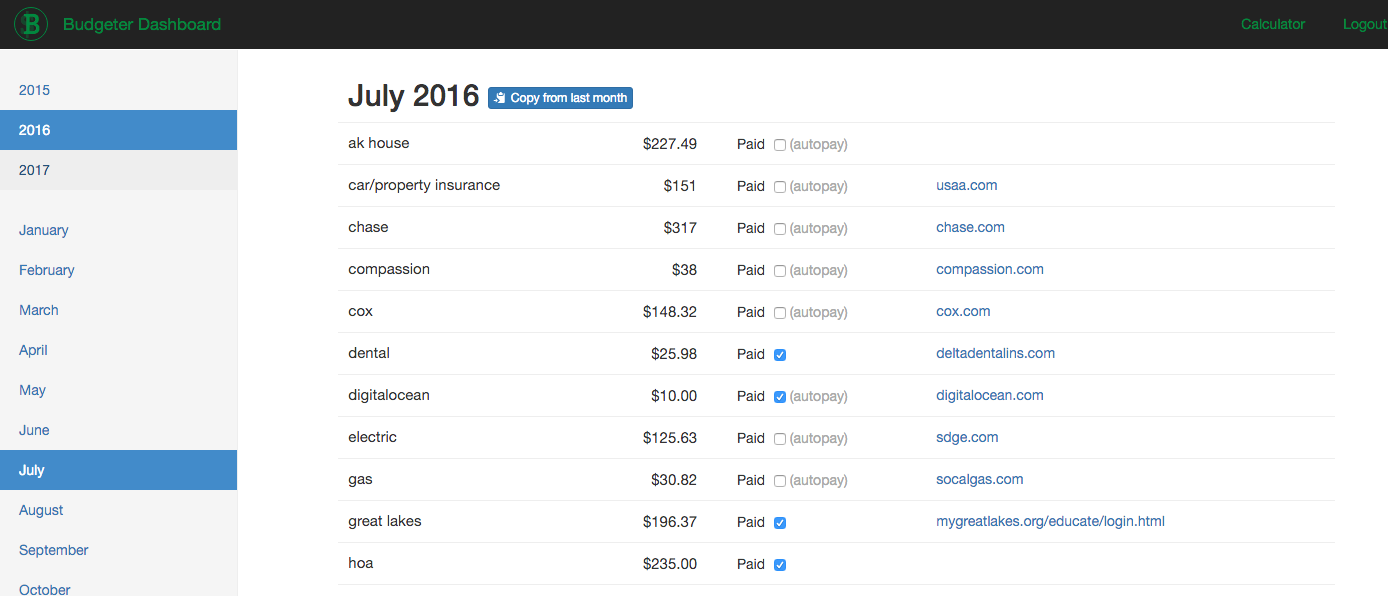 Budgeter Dashboard
Calculator
Logout
2015
2016
2017
January
February
March
April
May
June
July
August
September
October
July 2016 Copy from last month
ak house $227.49 Paid (autopay)
car/property insurance $151 Paid (autopay) usaa.com
chase $317 Paid (autopay) chase.com
compassion $38 Paid (autopay) compassion.com
cox $148.32 Paid (autopay) cox.com
dental $25.98 Paid deltadentalins.com
digitalocean $10.00 Paid (autopay) digitalocean.com
electric $125.63 Paid (autopay) sdge.com
gas $30.82 Paid (autopay) socalgas.com
great lakes $196.37 Paid mygreatlakes.org/educate/login.html
hoa $235.00 Paid